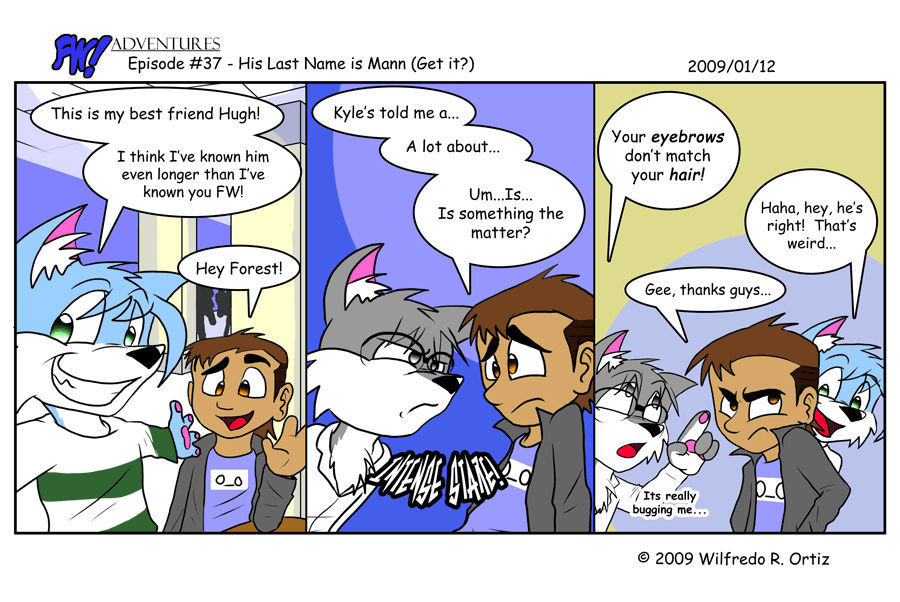 FW!
ADVENTURES
Episode #37 - His Last Name is Mann (Get it?)
2009/01/12
This is my best friend Hugh!
I think I've known him
even longer than I've
known you FW!
Hey Forest!
O_o
Kyle's told me a...
A lot about...
Um...Is...
Is something the
matter?
INTENSE STARE!
Your eyebrows
don't match
your hair!
Haha, hey, he's
right! That's
weird...
Gee, thanks guys...
Its really
bugging me...
© 2009 Wilfredo R. Ortiz